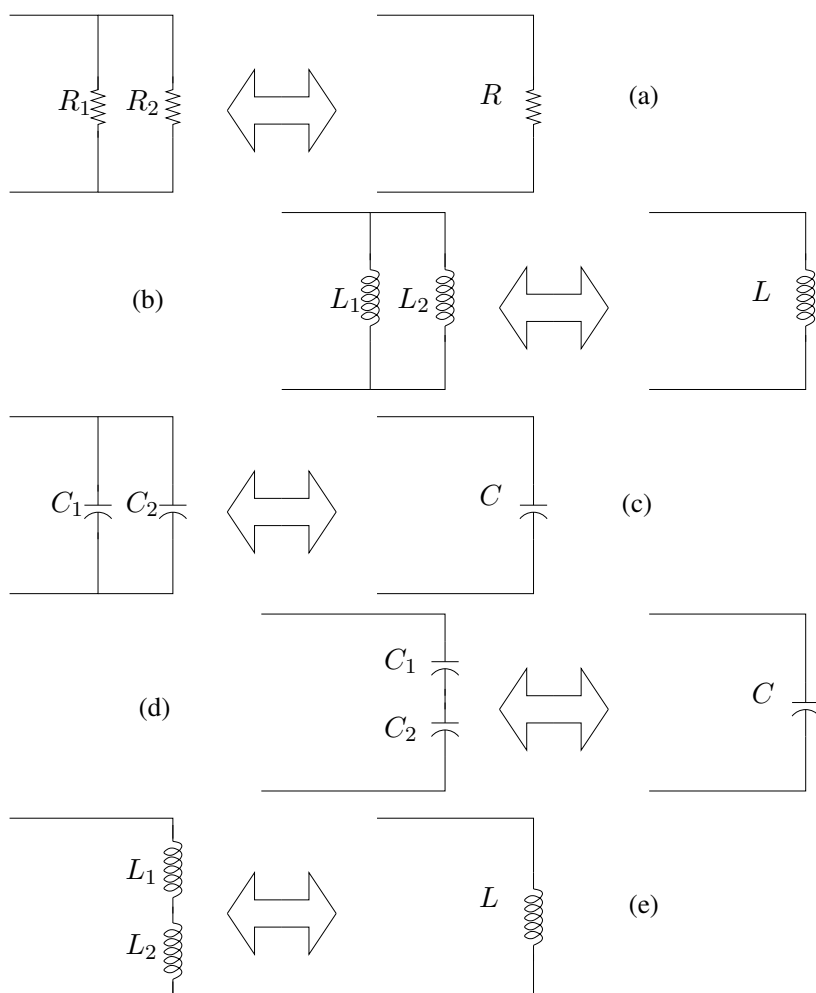 R₁ R₂ R (a)
(b) L₁ L₂ L
C₁ C₂ C (c)
C₁
(d) C₂ C
L₁
L₂ L (e)